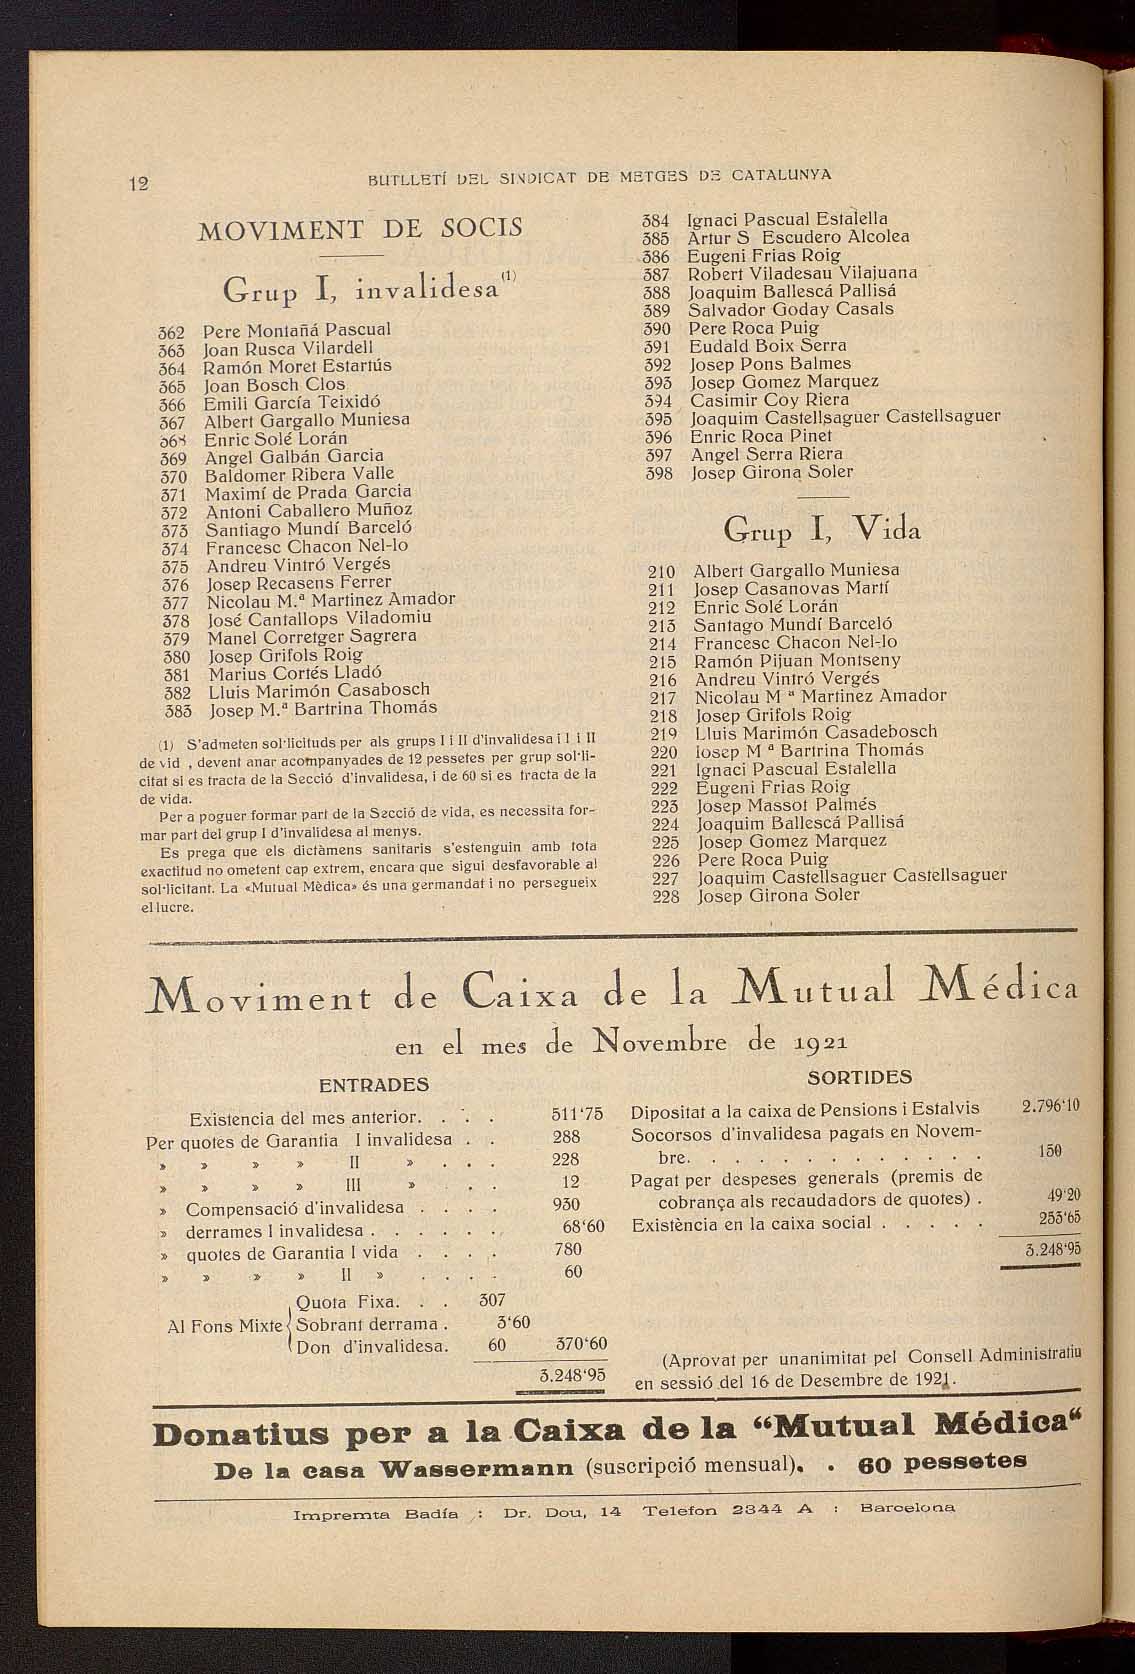 12
BUTLLETÍ DEL SINDICAT DE METGES DE CATALUNYA
MOVIMENT DE SOCIS
Grup I, invalidesa (1)
362 Pere Montañá Pascual
363 Joan Rusca Vilardell
364 Ramón Moret Estartús
365 Joan Bosch Clos
366 Emili García Teixidó
367 Albert Gargallo Muniesa
368 Enric Solé Lorán
369 Angel Galbán Garcia
370 Baldomer Ribera Valle
371 Maximí de Prada Garcia
372 Antoni Caballero Muñoz
373 Santiago Mundí Barceló
374 Francesc Chacon Nel-lo
375 Andreu Vintró Vergés
376 Josep Recasens Ferrer
377 Nicolau M.ª Martinez Amador
378 José Cantallops Viladomiu
379 Manel Corretger Sagrera
380 Josep Grifols Roig
381 Marius Cortés Lladó
382 Lluis Marimón Casabosch
383 Josep M.ª Bartrina Thomás
(1) S'admeten sol·licituds per als grups I i II d'invalidesa i I i II
de vid , devent anar acompanyades de 12 pessetes per grup sol·li-
citat si es tracta de la Secció d'invalidesa, i de 60 si es tracta de la
de vida.
Per a poguer formar part de la Secció de vida, es necessita for-
mar part del grup I d'invalidesa al menys.
Es prega que els dictàmens sanitaris s'estenguin amb tota
exactitud no ometent cap extrem, encara que sigui desfavorable al
sol·licitant. La «Mutual Mèdica» és una germandat i no persegueix
el lucre.
384 Ignaci Pascual Estalella
385 Artur S Escudero Alcolea
386 Eugeni Frias Roig
387 Robert Viladesau Vilajuana
388 Joaquim Ballescá Pallisá
389 Salvador Goday Casals
390 Pere Roca Puig
391 Eudald Boix Serra
392 Josep Pons Balmes
393 Josep Gomez Marquez
394 Casimir Coy Riera
395 Joaquim Castellsaguer Castellsaguer
396 Enric Roca Pinet
397 Angel Serra Riera
398 Josep Girona Soler
Grup I, Vida
210 Albert Gargallo Muniesa
211 Josep Casanovas Martí
212 Enric Solé Lorán
213 Santago Mundí Barceló
214 Francesc Chacon Nel-lo
215 Ramón Pijuan Montseny
216 Andreu Vintró Vergés
217 Nicolau M ª Martinez Amador
218 Josep Grifols Roig
219 Lluis Marimón Casadebosch
220 Josep M ª Bartrina Thomás
221 Ignaci Pascual Estalella
222 Eugeni Frias Roig
223 Josep Massot Palmés
224 Joaquim Ballescá Pallisá
225 Josep Gomez Marquez
226 Pere Roca Puig
227 Joaquim Castellsaguer Castellsaguer
228 Josep Girona Soler
Moviment de Caixa de la Mutual Médica
en el mes de Novembre de 1921
ENTRADES
Existencia del mes anterior. . . . 511'75
Per quotes de Garantia I invalidesa . . 288
» » » » II » . . . 228
» » » » III » . . 12
» Compensació d'invalidesa . . . . 930
» derrames I invalidesa . . . . . . 68'60
» quotes de Garantia I vida . . . . 780
» » » » II » . . . . 60
Quota Fixa. . . 307
Al Fons Mixte { Sobrant derrama . 3'60
Don d'invalidesa. 60 370'60
3.248'95
SORTIDES
Dipositat a la caixa de Pensions i Estalvis 2.796'10
Socorsos d'invalidesa pagats en Novem-
bre. . . . . . . . . . . . . 150
Pagat per despeses generals (premis de
cobrança als recaudadors de quotes) . 49'20
Existència en la caixa social . . . . . 253'65
3.248'95
(Aprovat per unanimitat pel Consell Administratiu
en sessió del 16 de Desembre de 1921.
Donatius per a la Caixa de la “Mutual Médica“
De la casa Wassermann (suscripció mensual). . 60 pessetes
Impremta Badía : Dr. Dou, 14 Telefon 2344 A : Barcelona